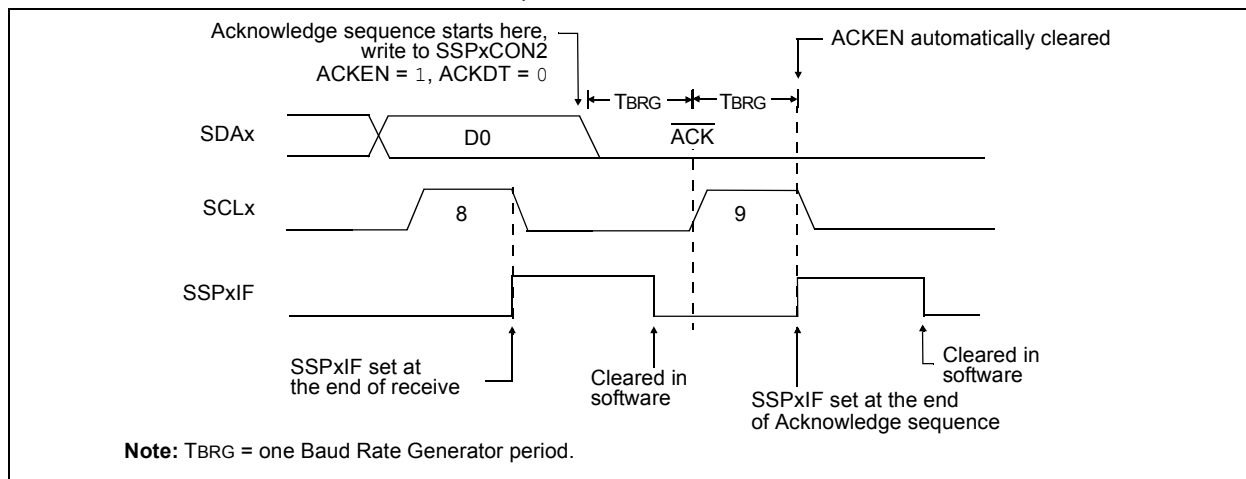 Acknowledge sequence starts here,
write to SSPxCON2
ACKEN = 1, ACKDT = 0
ACKEN automatically cleared
TBRG
TBRG
SDAx
D0
ACK
SCLx
8
9
SSPxIF
SSPxIF set at
the end of receive
Cleared in
software
SSPxIF set at the end
of Acknowledge sequence
Cleared in
software
Note: TBRG = one Baud Rate Generator period.